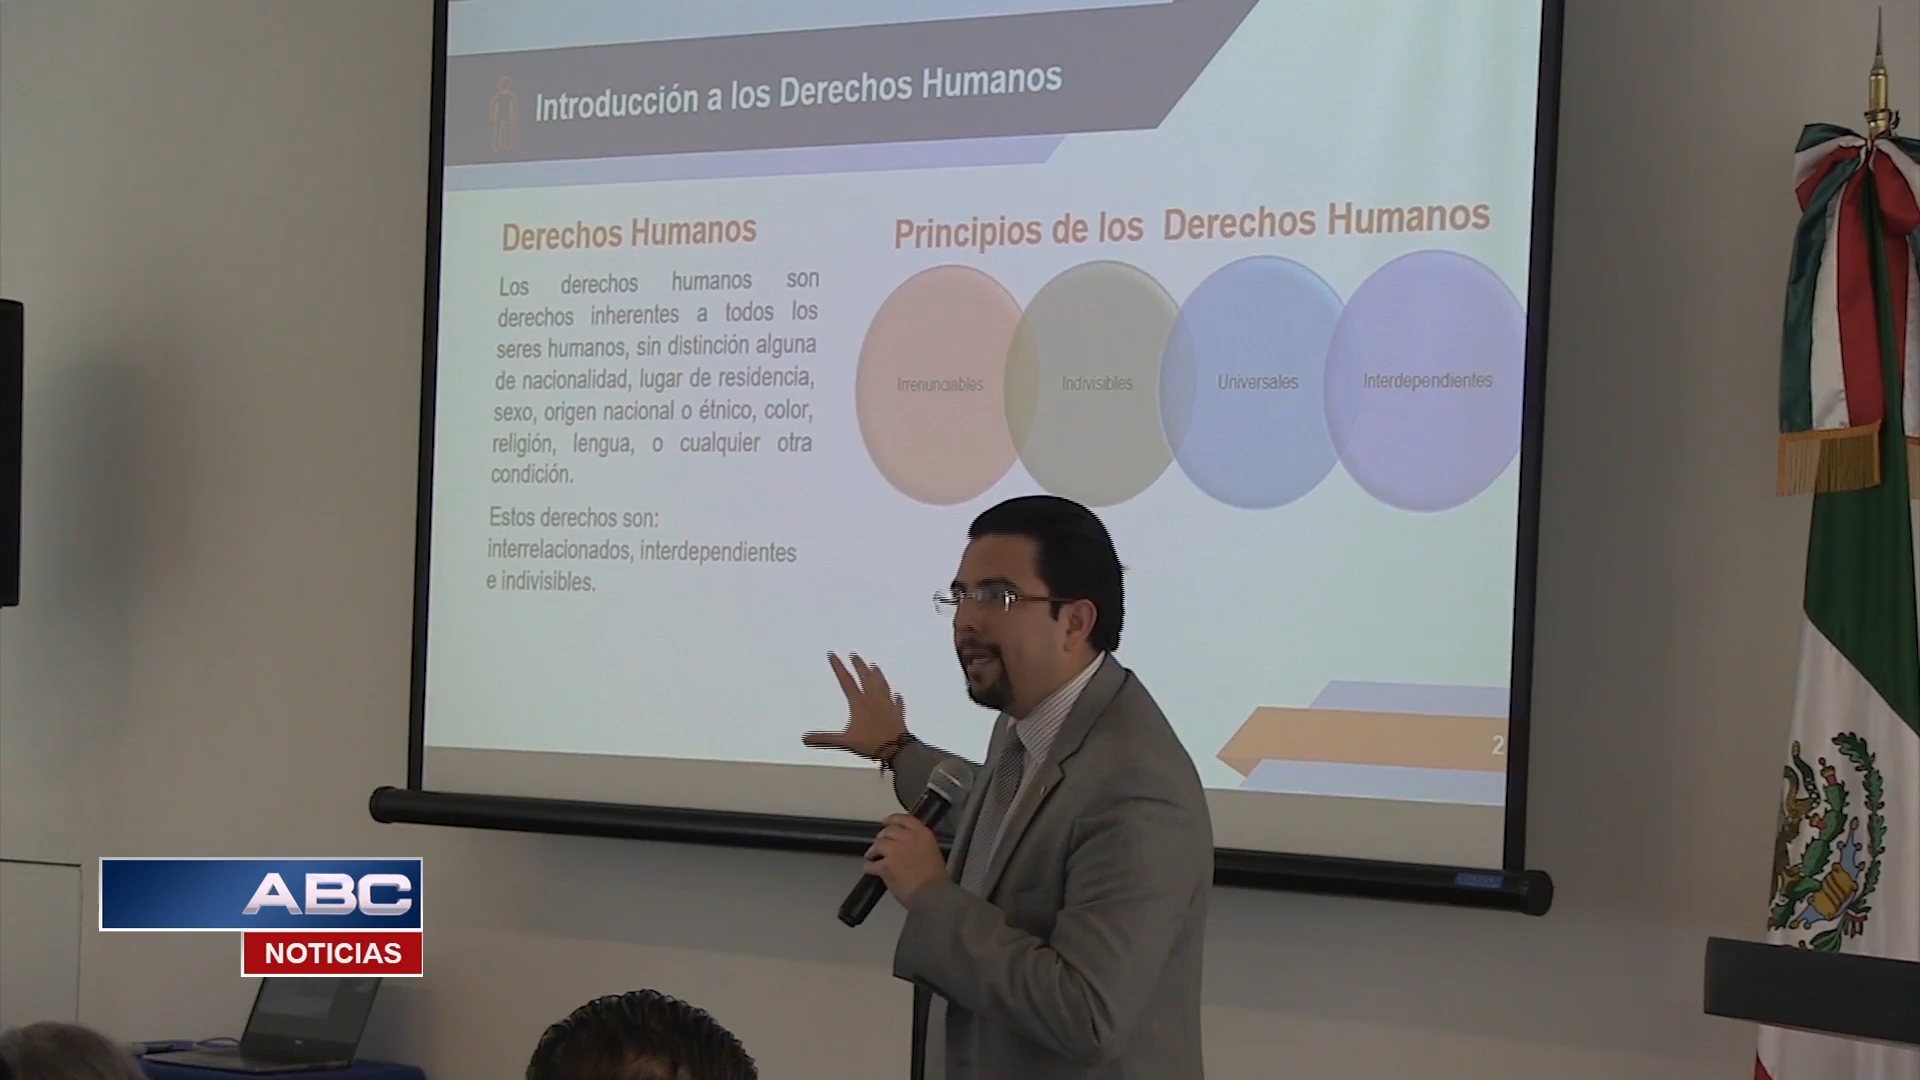 Introducción a los Derechos Humanos
Derechos Humanos
Los derechos humanos son
derechos inherentes a todos los
seres humanos, sin distinción alguna
de nacionalidad, lugar de residencia,
sexo, origen nacional o étnico, color,
religión, lengua, o cualquier otra
condición.
Estos derechos son:
interrelacionados, interdependientes
e indivisibles.
Principios de los Derechos Humanos
Irrenunciables
Indivisibles
Universales
Interdependientes
2
ABC
NOTICIAS